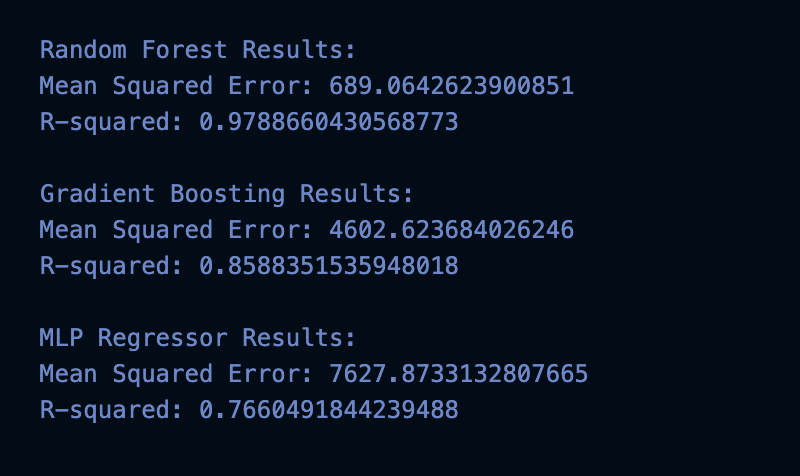 Random Forest Results:
Mean Squared Error: 689.0642623900851
R-squared: 0.9788660430568773
Gradient Boosting Results:
Mean Squared Error: 4602.623684026246
R-squared: 0.8588351535948018
MLP Regressor Results:
Mean Squared Error: 7627.8733132807665
R-squared: 0.7660491844239488